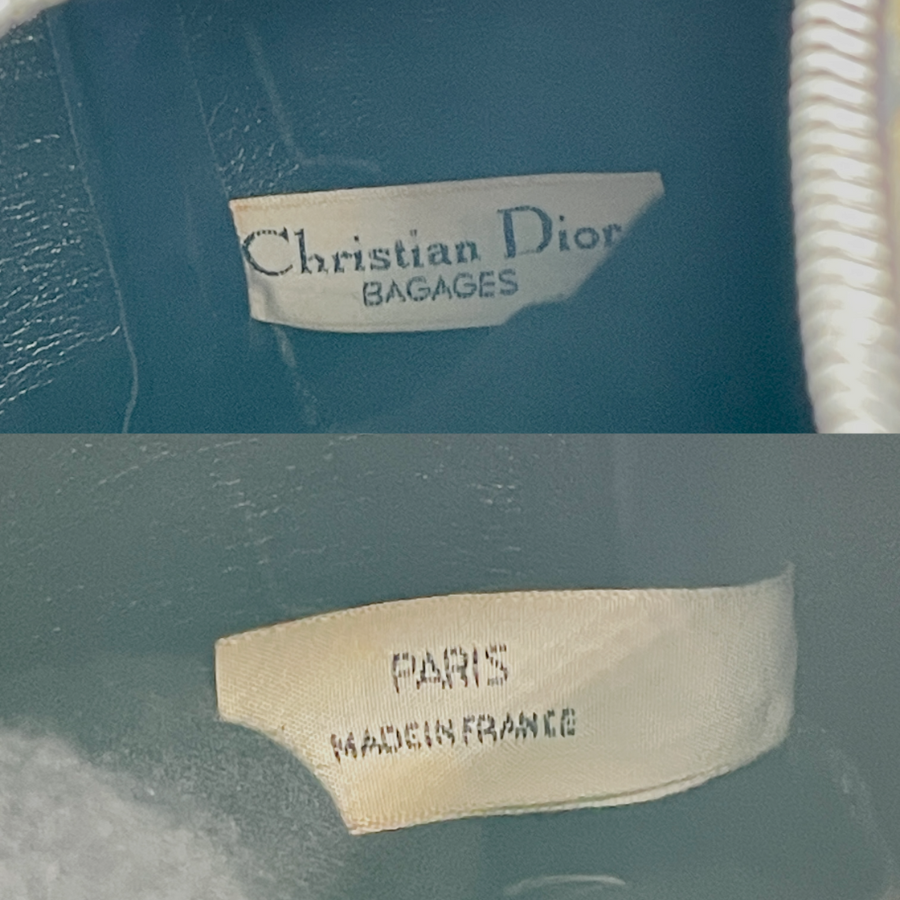 Christian Dior
BAGAGES
PARIS
MADE IN FRANCE